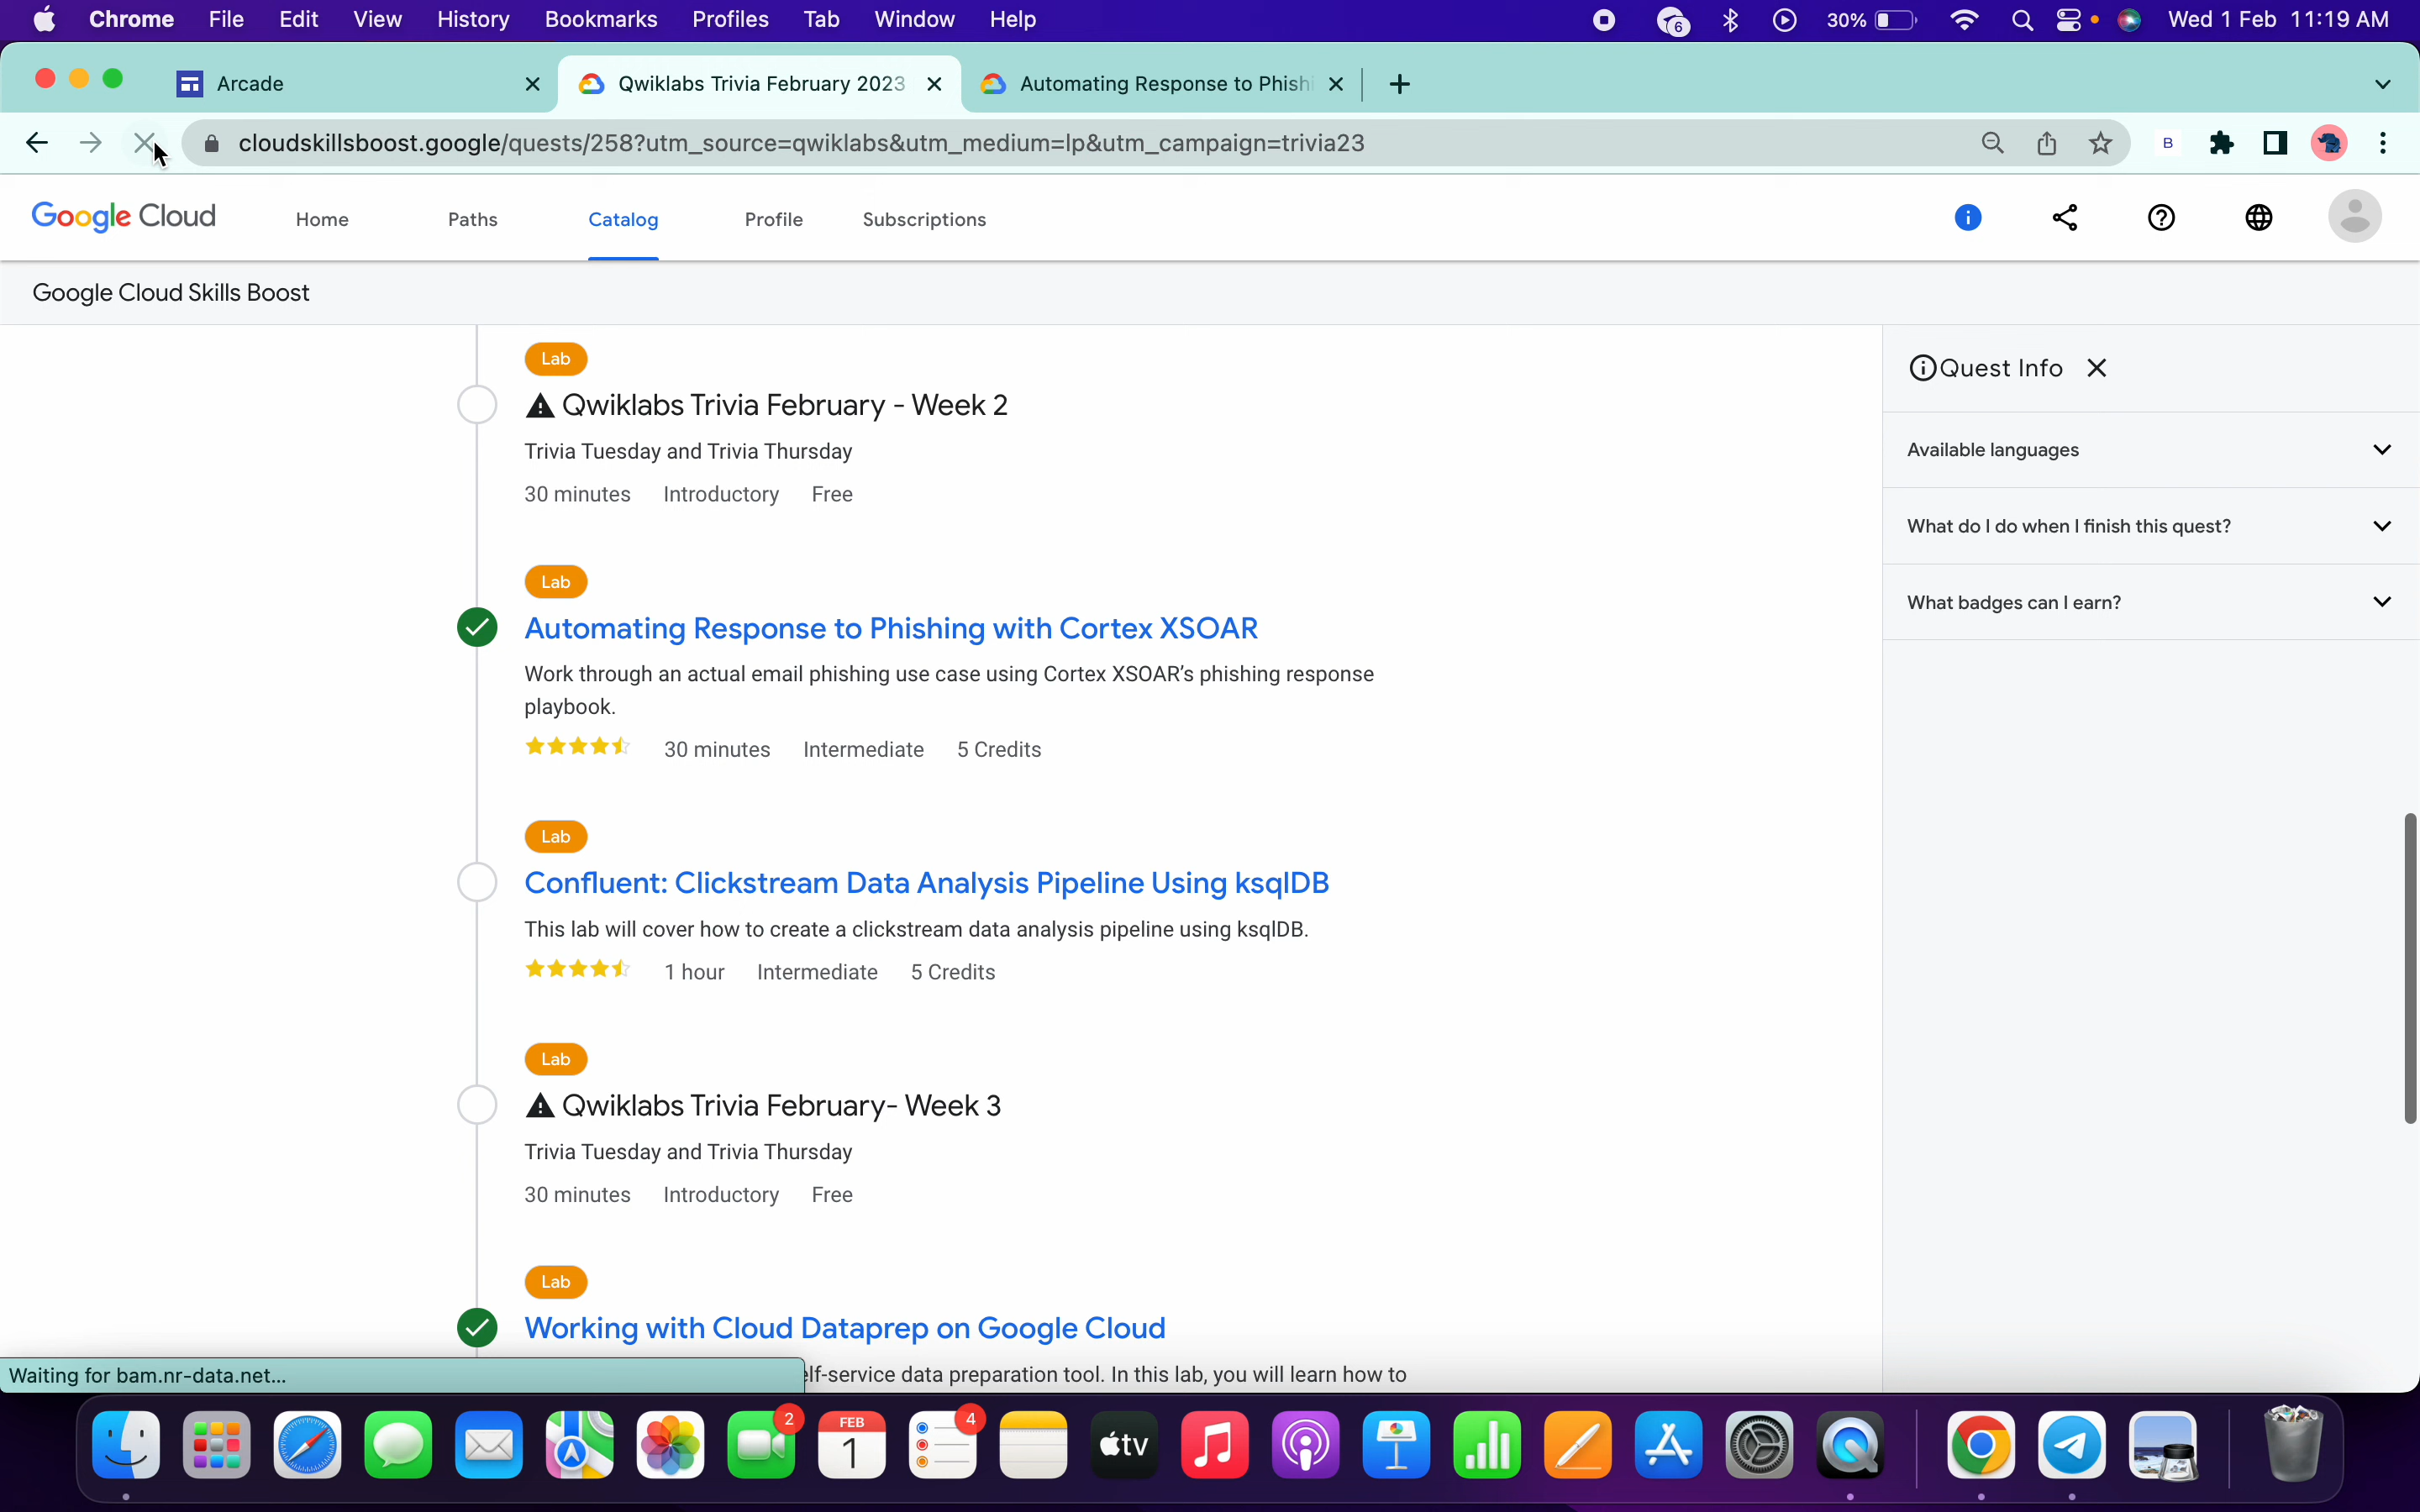 Chrome File Edit View History Bookmarks Profiles Tab Window Help 6 30% Wed 1 Feb 11:19 AM
Arcade Qwiklabs Trivia February 2023 Automating Response to Phishi
cloudskillsboost.google/quests/258?utm_source=qwiklabs&utm_medium=lp&utm_campaign=trivia23 B
Google Cloud Home Paths Catalog Profile Subscriptions
Google Cloud Skills Boost
Lab
Qwiklabs Trivia February - Week 2
Trivia Tuesday and Trivia Thursday
30 minutes Introductory Free
Lab
Automating Response to Phishing with Cortex XSOAR
Work through an actual email phishing use case using Cortex XSOAR’s phishing response
playbook.
30 minutes Intermediate 5 Credits
Lab
Confluent: Clickstream Data Analysis Pipeline Using ksqlDB
This lab will cover how to create a clickstream data analysis pipeline using ksqlDB.
1 hour Intermediate 5 Credits
Lab
Qwiklabs Trivia February- Week 3
Trivia Tuesday and Trivia Thursday
30 minutes Introductory Free
Lab
Working with Cloud Dataprep on Google Cloud
elf-service data preparation tool. In this lab, you will learn how to
Quest Info
Available languages
What do I do when I finish this quest?
What badges can I earn?
Waiting for bam.nr-data.net...
2 FEB 1 4 tv